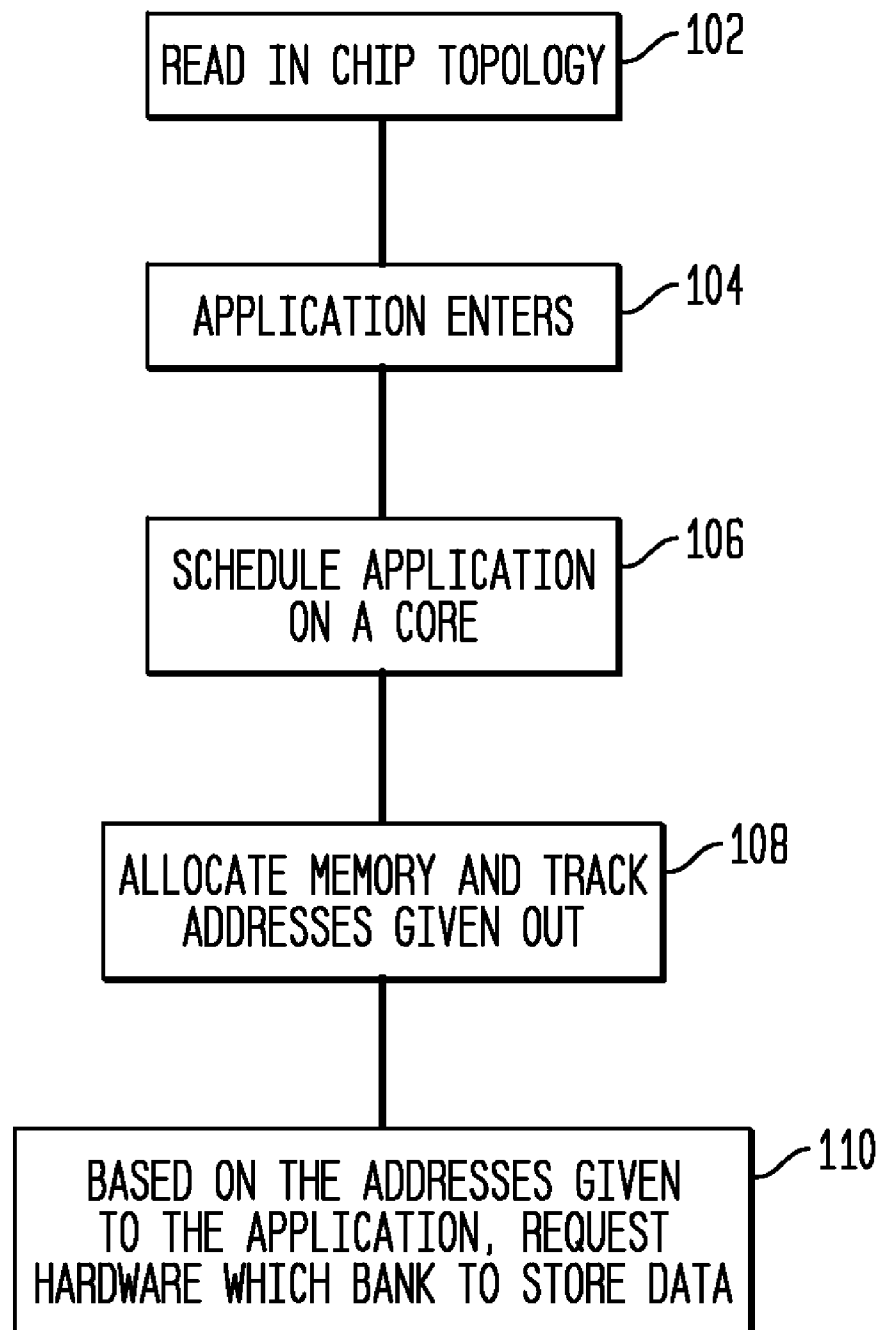 READ IN CHIP TOPOLOGY
102
APPLICATION ENTERS
104
SCHEDULE APPLICATION
ON A CORE
106
ALLOCATE MEMORY AND TRACK
ADDRESSES GIVEN OUT
108
BASED ON THE ADDRESSES GIVEN
TO THE APPLICATION, REQUEST
HARDWARE WHICH BANK TO STORE DATA
110